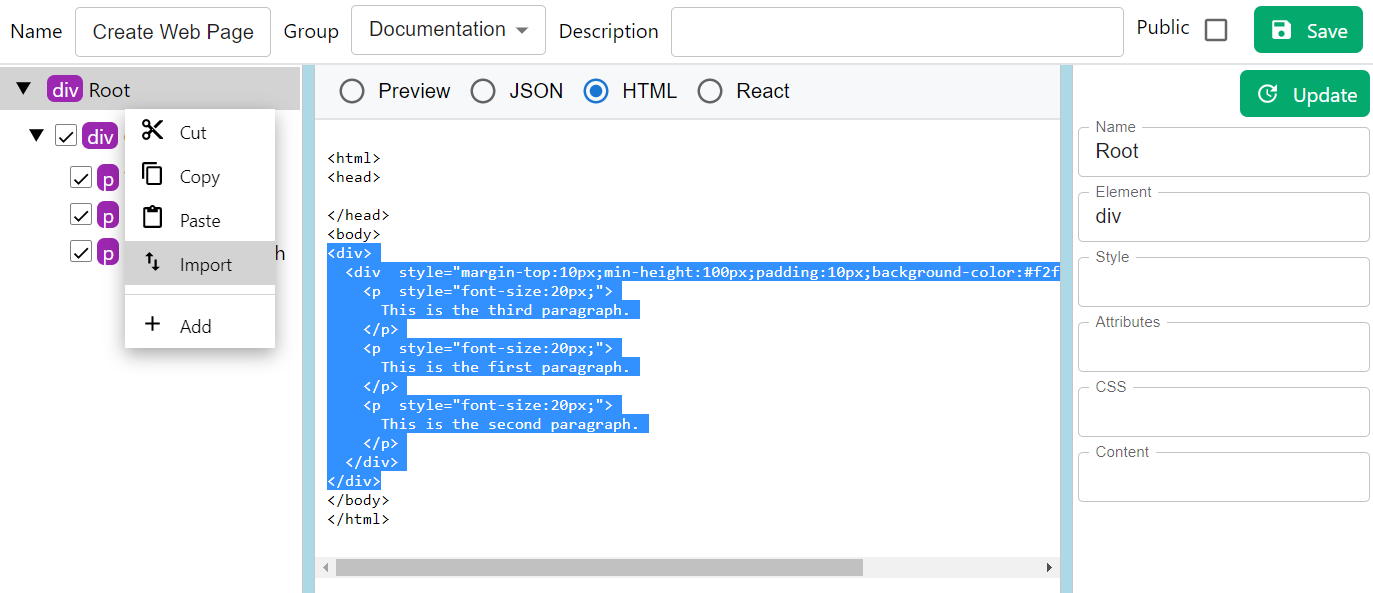 Name Create Web Page Group Documentation Description Public Save
div Root
Preview JSON HTML React
Update
div
p
p
p h
Cut
Copy
Paste
Import
Add
<html>
<head>
</head>
<body>
<div>
<div style="margin-top:10px;min-height:100px;padding:10px;background-color:#f2f
<p style="font-size:20px;">
This is the third paragraph.
</p>
<p style="font-size:20px;">
This is the first paragraph.
</p>
<p style="font-size:20px;">
This is the second paragraph.
</p>
</div>
</div>
</body>
</html>
Name
Root
Element
div
Style
Attributes
CSS
Content